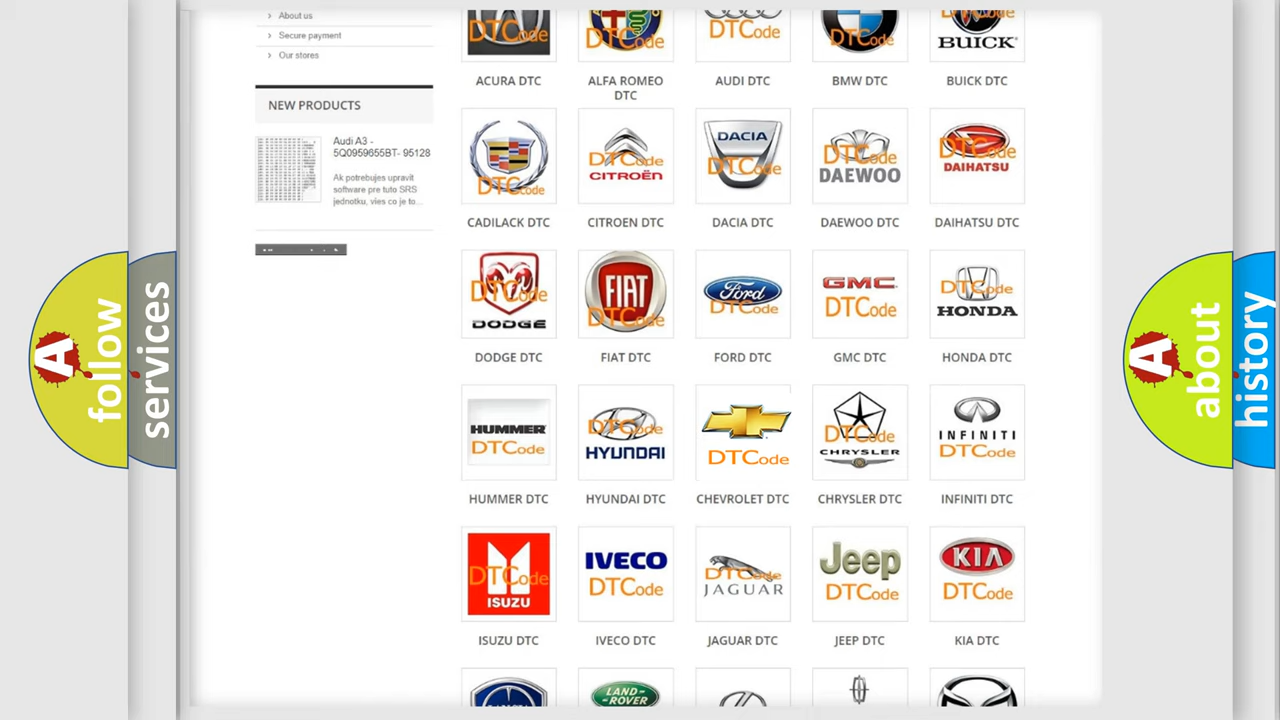 follow
services
About us
Secure payment
Our stores
NEW PRODUCTS
Audi A3 -
5Q0959655BT- 95128
Ak potrebujes upravit
software pre tuto SRS
jednotku, vies co je to...
DTCode
DTCode
DTCode
DTCode
BUICK
ACURA DTC
ALFA ROMEO
DTC
AUDI DTC
BMW DTC
BUICK DTC
DTCcode
DTCode
CITROËN
DACIA
DTCode
DTCode
DAEWOO
DTCode
DAIHATSU
CADILACK DTC
CITROEN DTC
DACIA DTC
DAEWOO DTC
DAIHATSU DTC
DTCode
DODGE
FIAT
DTCode
Ford
DTCode
GMC
DTCode
DTCode
HONDA
DODGE DTC
FIAT DTC
FORD DTC
GMC DTC
HONDA DTC
HUMMER
DTCode
DTCode
HYUNDAI
DTCode
DTCode
CHRYSLER
INFINITI
DTCode
HUMMER DTC
HYUNDAI DTC
CHEVROLET DTC
CHRYSLER DTC
INFINITI DTC
DTCode
ISUZU
IVECO
DTCode
DTCode
JAGUAR
Jeep
DTCode
KIA
DTCode
ISUZU DTC
IVECO DTC
JAGUAR DTC
JEEP DTC
KIA DTC
LAND-
ROVER
A about
history